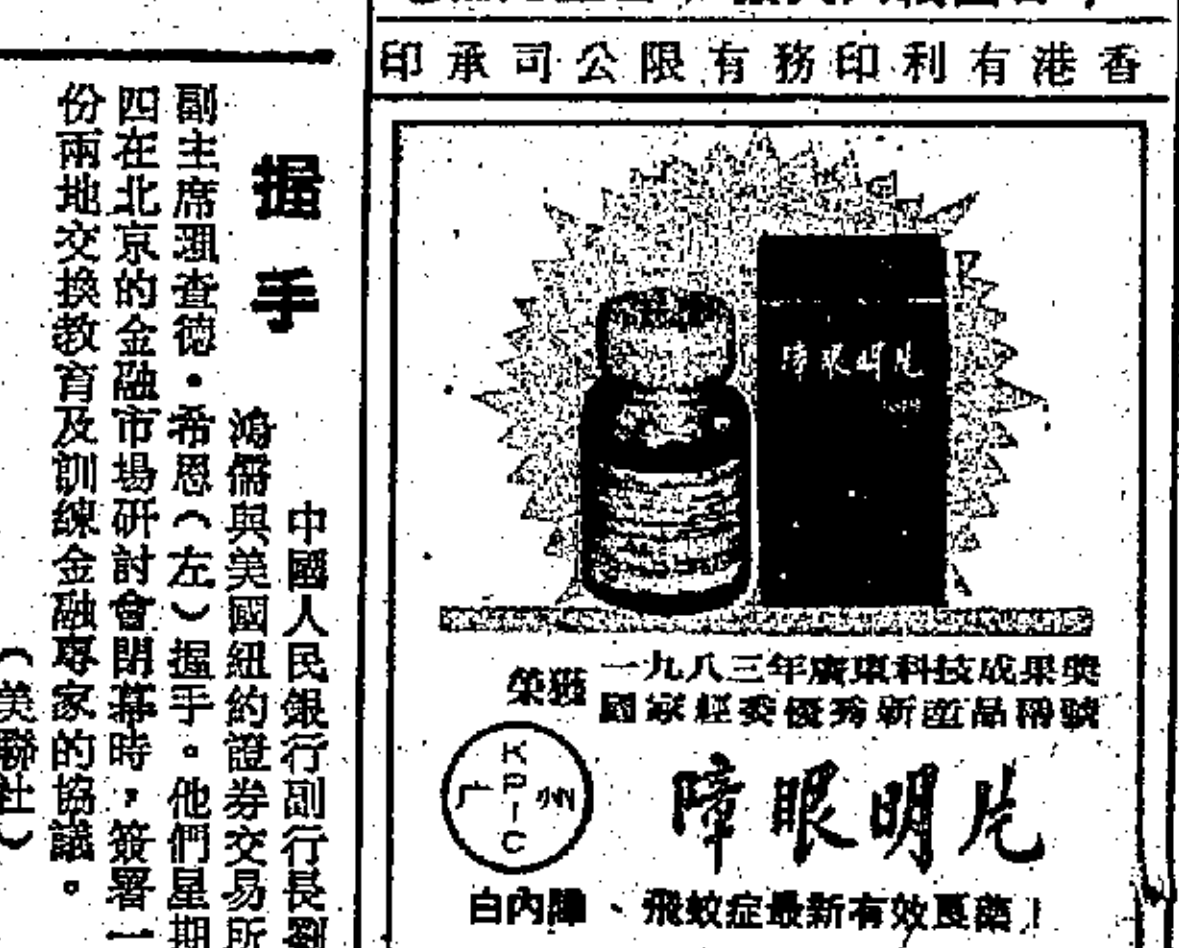 香港有利印務有限公司承印
握手
中國人民銀行副行長劉
鴻儒與美國紐約證券交易所
副主席理查德·希恩（左）握手。他們星期
四在北京的金融市場研討會閉幕時，簽署一
份兩地交換教育及訓練金融專家的協議。
（美聯社）
障眼明片
榮獲
一九八三年廣東科技成果獎
國家經委優秀新產品稱號
KPIC
广州
障眼明片
白內障、飛蚊症最新有效良藥！